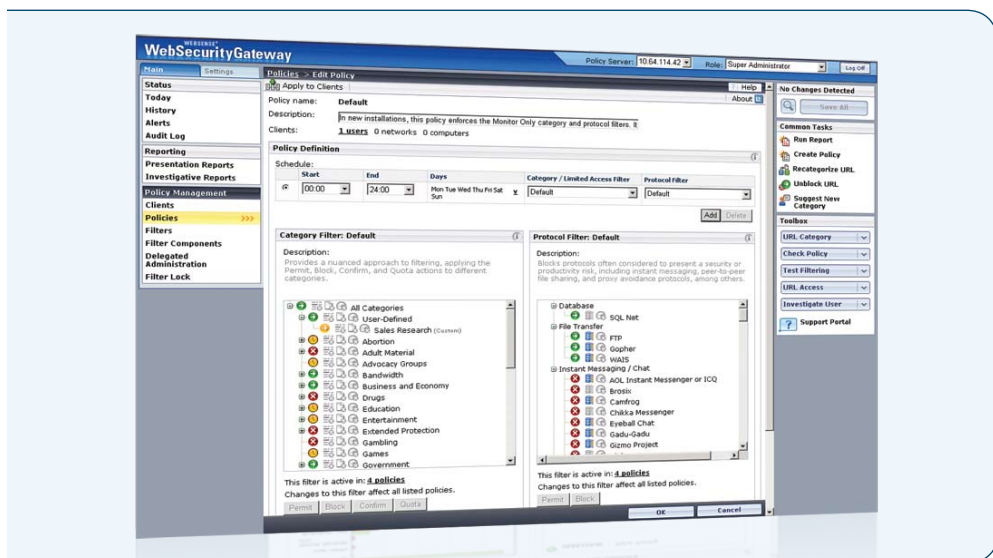 WEBSENSE
WebSecurityGateway
Policy Server: 10.64.114.42 Role: Super Administrator Log Off
Main Settings
Status
Today
History
Alerts
Audit Log
Reporting
Presentation Reports
Investigative Reports
Policy Management
Clients
Policies >>>
Filters
Filter Components
Delegated
Administration
Filter Lock
Policies > Edit Policy
Apply to Clients Help
About
Policy name: Default
Description: In new installations, this policy enforces the Monitor Only category and protocol filters. It
Clients: 1 users 0 networks 0 computers
Policy Definition
Schedule:
Start End Days Category / Limited Access Filter Protocol Filter
00:00 24:00 Mon Tue Wed Thu Fri Sat Default Default
Sun
Add Delete
Category Filter: Default
Description:
Provides a nuanced approach to filtering, applying the
Permit, Block, Confirm, and Quota actions to different
categories.
All Categories
User-Defined
Sales Research (Custom)
Abortion
Adult Material
Advocacy Groups
Bandwidth
Business and Economy
Drugs
Education
Entertainment
Extended Protection
Gambling
Games
Government
This filter is active in: 4 policies
Changes to this filter affect all listed policies.
Permit Block Confirm Quota
Protocol Filter: Default
Description:
Blocks protocols often considered to present a security or
productivity risk, including instant messaging, peer-to-peer
file sharing, and proxy avoidance protocols, among others.
Database
SQL Net
File Transfer
FTP
Gopher
WAIS
Instant Messaging / Chat
AOL Instant Messenger or ICQ
Brosix
Camfrog
Chikka Messenger
Eyeball Chat
Gadu-Gadu
Gizmo Project
This filter is active in: 4 policies
Changes to this filter affect all listed policies.
Permit Block
OK Cancel
No Changes Detected
Save All
Common Tasks
Run Report
Create Policy
Recategorize URL
Unblock URL
Suggest New
Category
Toolbox
URL Category
Check Policy
Test Filtering
URL Access
Investigate User
Support Portal